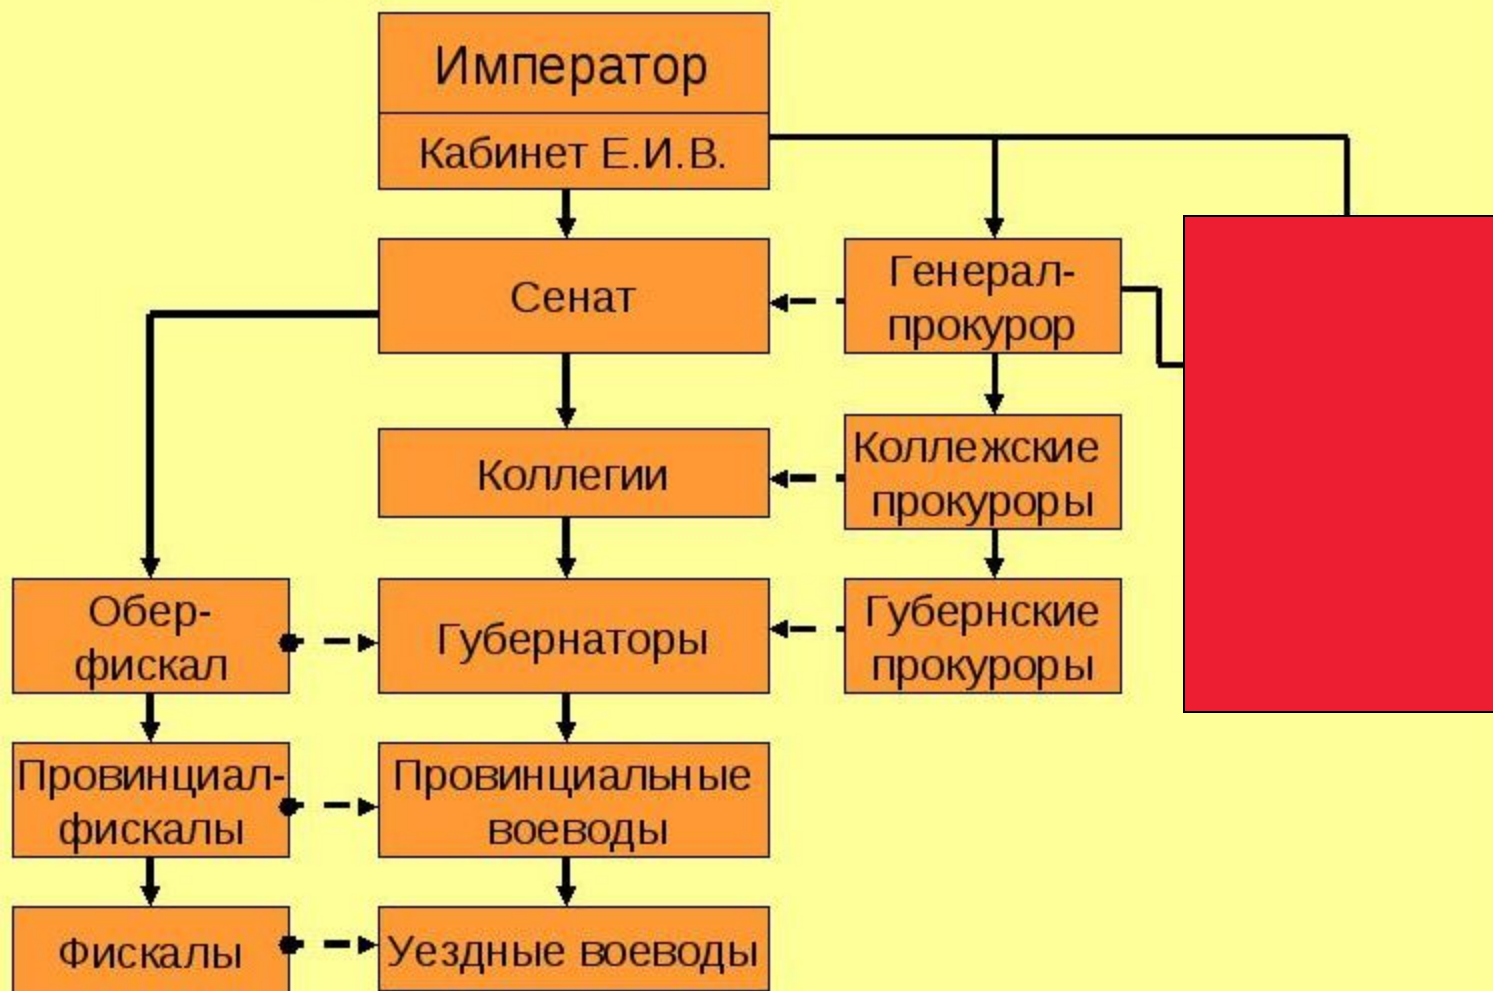 Император
Кабинет Е.И.В.
Сенат
Генерал-
прокурор
Коллегии
Коллежские
прокуроры
Обер-
фискал
Губернаторы
Губернские
прокуроры
Провинциал-
фискалы
Провинциальные
воеводы
Фискалы
Уездные воеводы